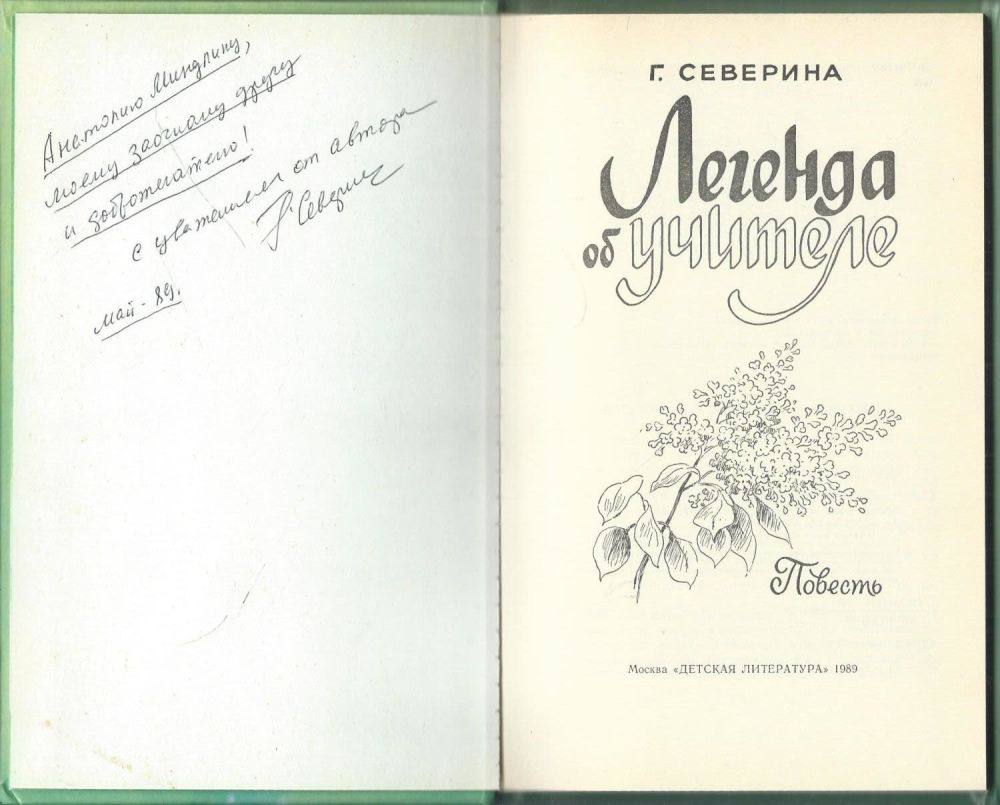 Анатолию Миндлину,
моему заочному другу
и доброжелателю!
с уважением от автора
Г. Северина
май - 89.
Г. СЕВЕРИНА
Легенда
об учителе
Повесть
Москва «ДЕТСКАЯ ЛИТЕРАТУРА» 1989